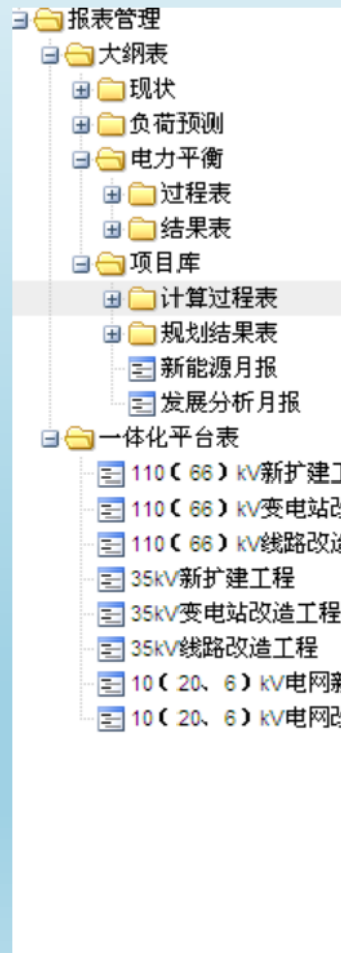 报表管理
大纲表
现状
负荷预测
电力平衡
过程表
结果表
项目库
计算过程表
规划结果表
新能源月报
发展分析月报
一体化平台表
110（66）kV新扩建
110（66）kV变电站
110（66）kV线路改造
35kV新扩建工程
35kV变电站改造工程
35kV线路改造工程
10（20、6）kV电网
10（20、6）kV电网